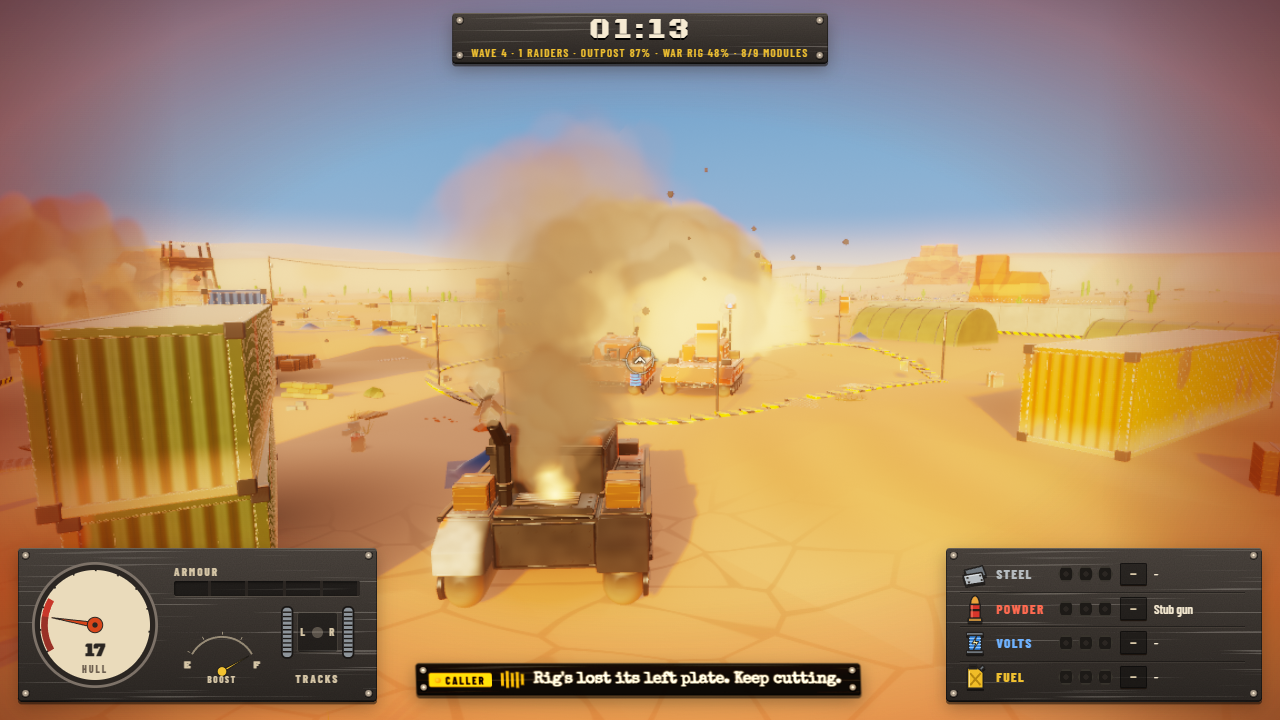 01:13
WAVE 4 · 1 RAIDERS · OUTPOST 87% · WAR RIG 48% · 8/9 MODULES
ARMOUR
17
HULL
E F
BOOST
L R
TRACKS
CALLER Rig's lost its left plate. Keep cutting.
STEEL – -
POWDER – Stub gun
VOLTS – -
FUEL – -